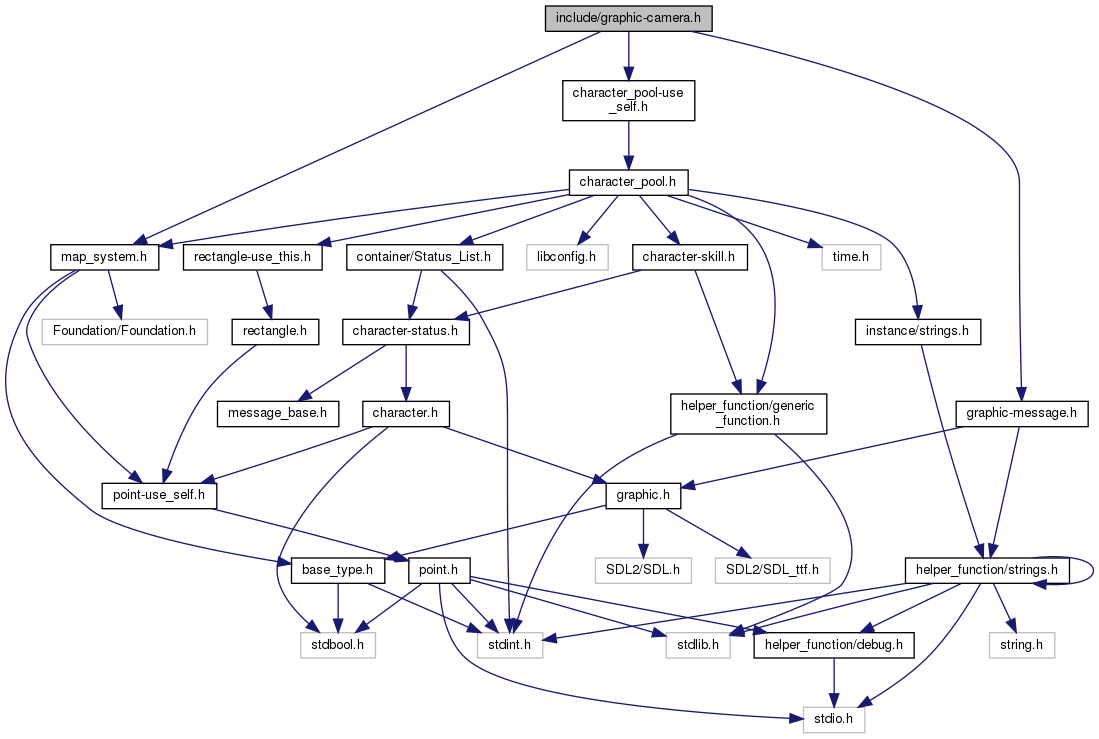 include/graphic-camera.h
character_pool-use
_self.h
character_pool.h
map_system.h
rectangle-use_this.h
container/Status_List.h
libconfig.h
character-skill.h
time.h
Foundation/Foundation.h
rectangle.h
character-status.h
instance/strings.h
message_base.h
character.h
helper_function/generic
_function.h
graphic-message.h
point-use_self.h
graphic.h
base_type.h
point.h
SDL2/SDL.h
SDL2/SDL_ttf.h
helper_function/strings.h
stdbool.h
stdint.h
stdlib.h
helper_function/debug.h
string.h
stdio.h